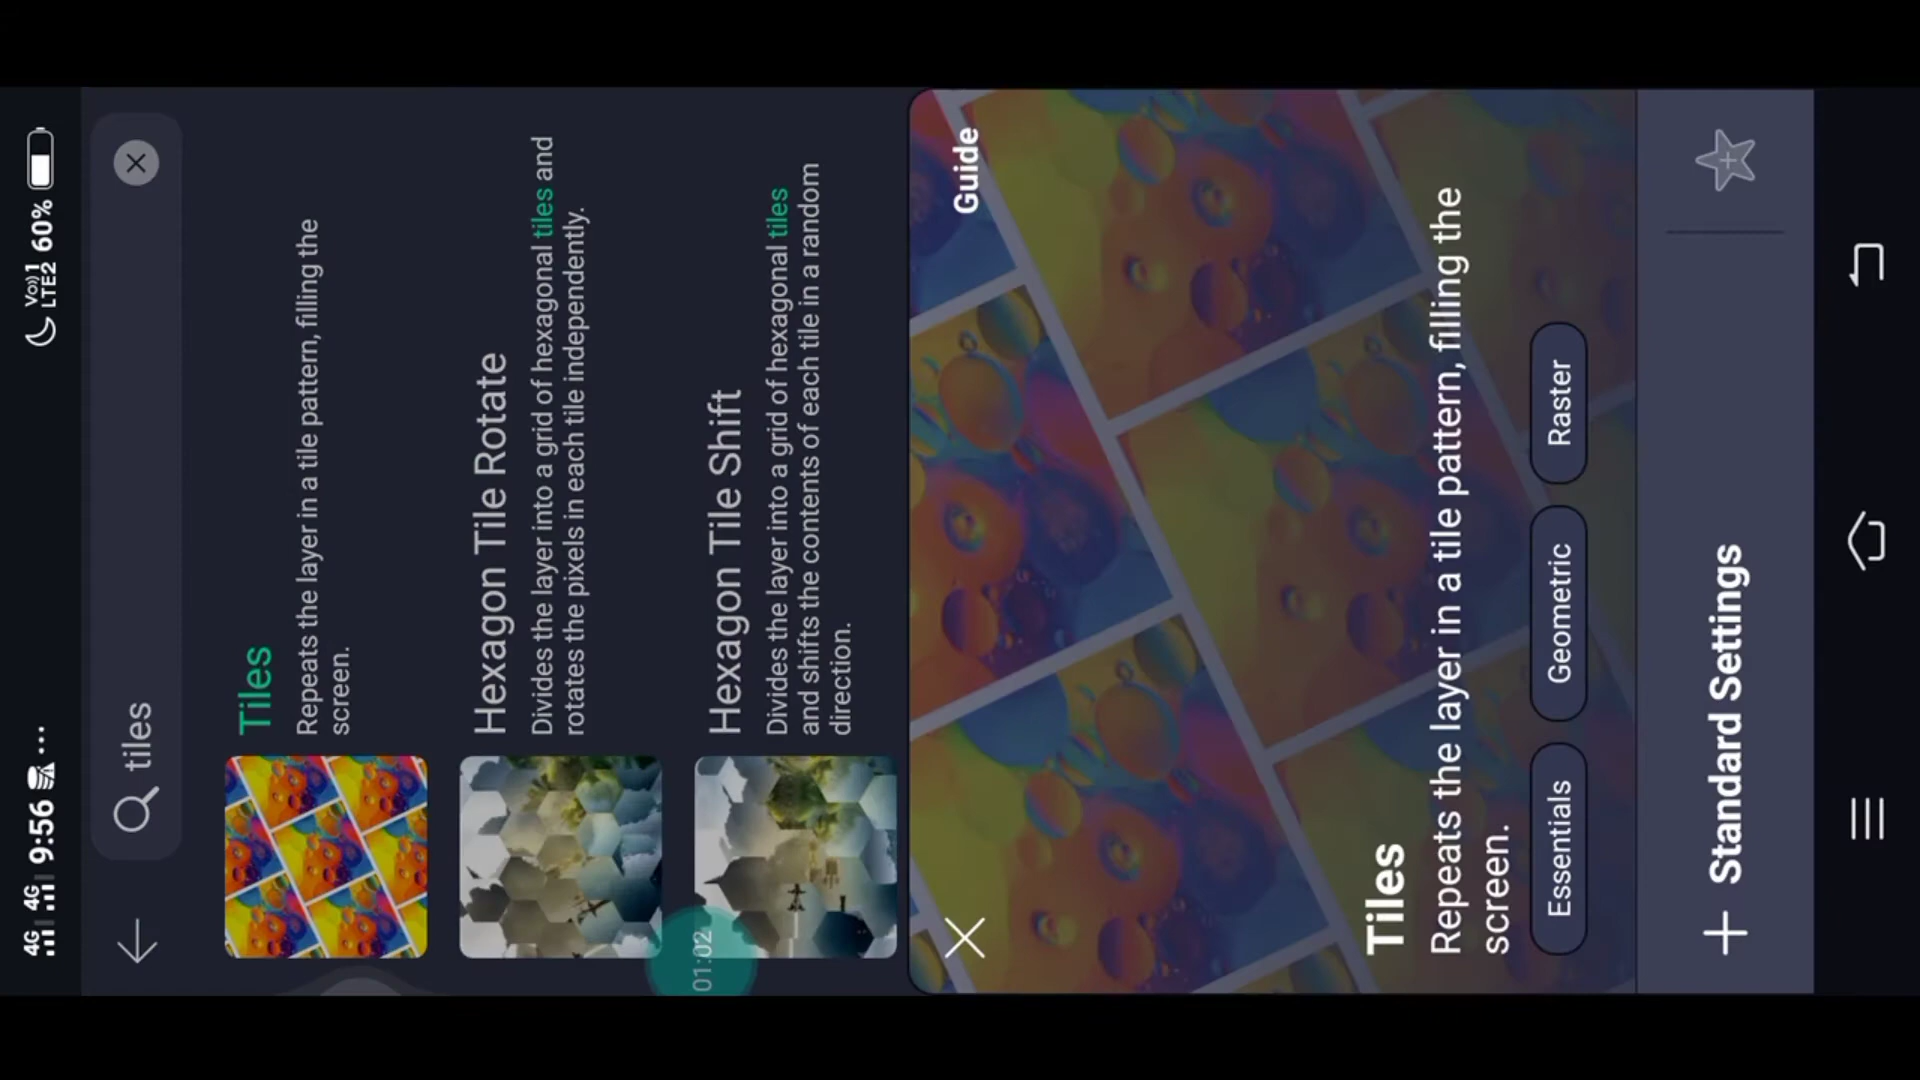 4G 4G 9:56 ... Vo))1 LTE2 60%
tiles
Tiles
Repeats the layer in a tile pattern, filling the
screen.
Hexagon Tile Rotate
Divides the layer into a grid of hexagonal tiles and
rotates the pixels in each tile independently.
Hexagon Tile Shift
Divides the layer into a grid of hexagonal tiles
and shifts the contents of each tile in a random
direction.
01:02
Guide
Tiles
Repeats the layer in a tile pattern, filling the
screen.
Essentials Geometric Raster
+ Standard Settings